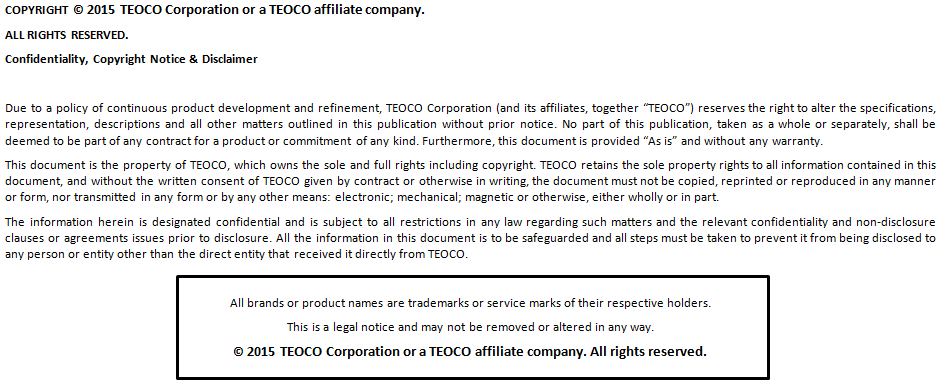 COPYRIGHT © 2015 TEOCO Corporation or a TEOCO affiliate company.
ALL RIGHTS RESERVED.
Confidentiality, Copyright Notice & Disclaimer
Due to a policy of continuous product development and refinement, TEOCO Corporation (and its affiliates, together “TEOCO”) reserves the right to alter the specifications,
representation, descriptions and all other matters outlined in this publication without prior notice. No part of this publication, taken as a whole or separately, shall be
deemed to be part of any contract for a product or commitment of any kind. Furthermore, this document is provided “As is” and without any warranty.
This document is the property of TEOCO, which owns the sole and full rights including copyright. TEOCO retains the sole property rights to all information contained in this
document, and without the written consent of TEOCO given by contract or otherwise in writing, the document must not be copied, reprinted or reproduced in any manner
or form, nor transmitted in any form or by any other means: electronic; mechanical; magnetic or otherwise, either wholly or in part.
The information herein is designated confidential and is subject to all restrictions in any law regarding such matters and the relevant confidentiality and non-disclosure
clauses or agreements issues prior to disclosure. All the information in this document is to be safeguarded and all steps must be taken to prevent it from being disclosed to
any person or entity other than the direct entity that received it directly from TEOCO.
All brands or product names are trademarks or service marks of their respective holders.
This is a legal notice and may not be removed or altered in any way.
© 2015 TEOCO Corporation or a TEOCO affiliate company. All rights reserved.